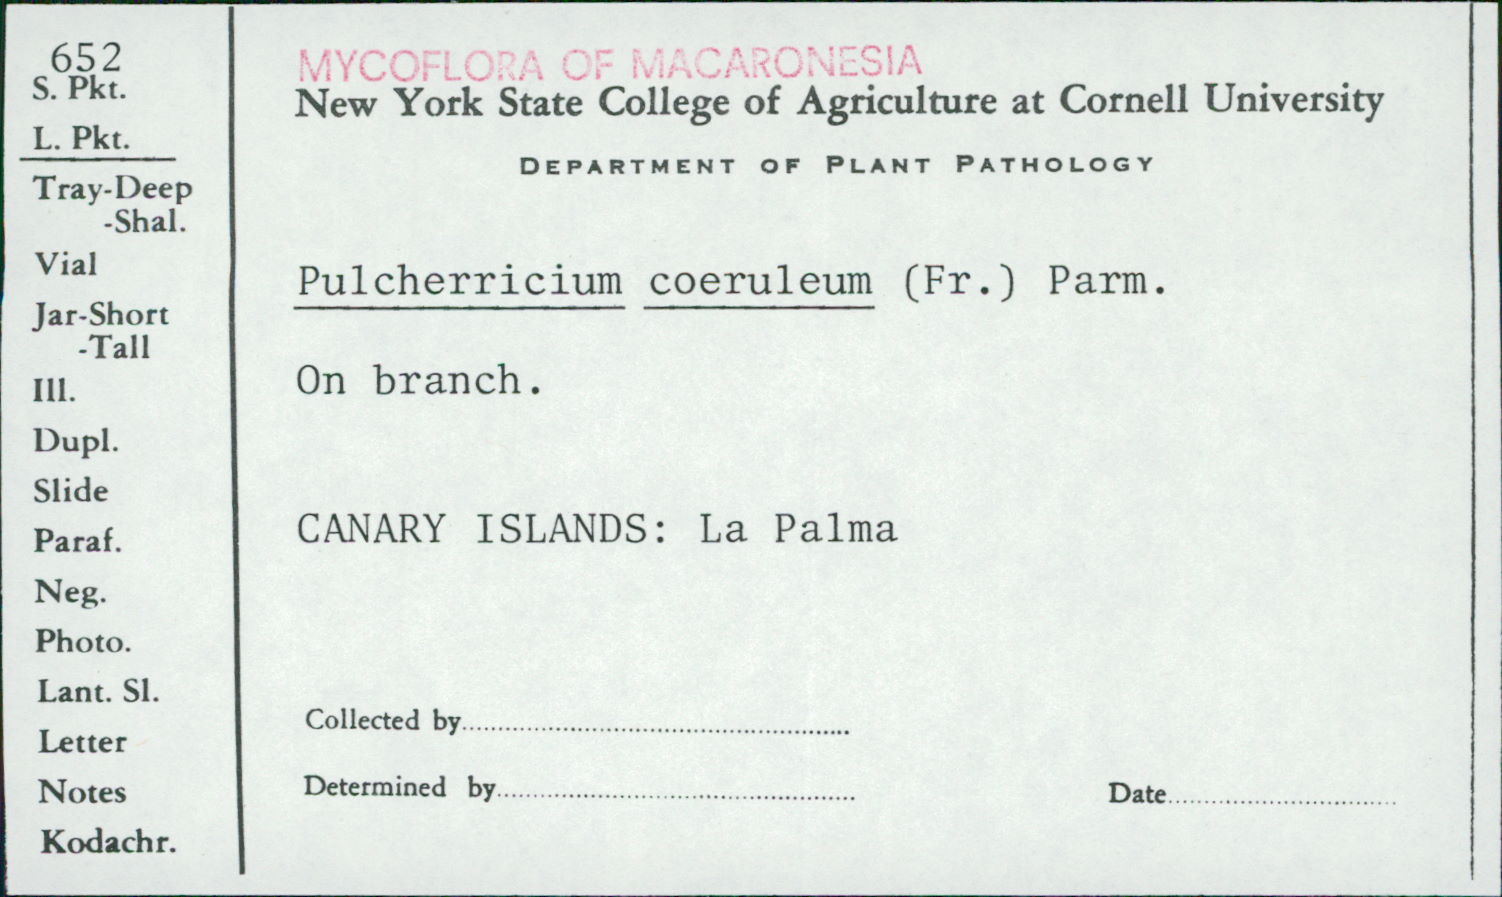 652
S. Pkt.
L. Pkt.
Tray-Deep
-Shal.
Vial
Jar-Short
-Tall
Ill.
Dupl.
Slide
Paraf.
Neg.
Photo.
Lant. Sl.
Letter
Notes
Kodachr.
MYCOFLORA OF MACARONESIA
New York State College of Agriculture at Cornell University
DEPARTMENT OF PLANT PATHOLOGY
Pulcherricium coeruleum (Fr.) Parm.
On branch.
CANARY ISLANDS: La Palma
Collected by
Determined by
Date